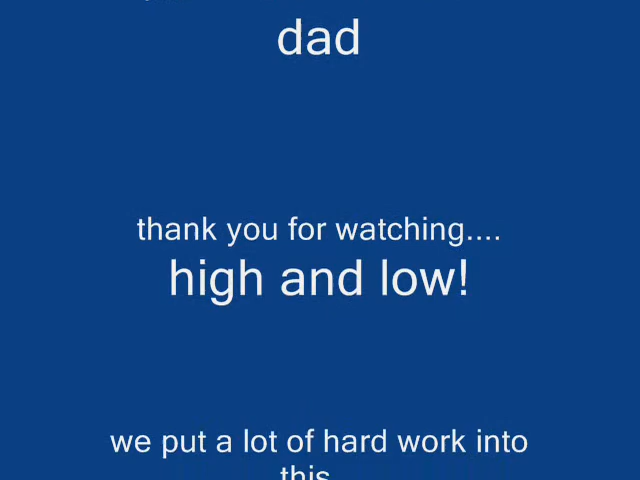 dad
thank you for watching....
high and low!
we put a lot of hard work into
this